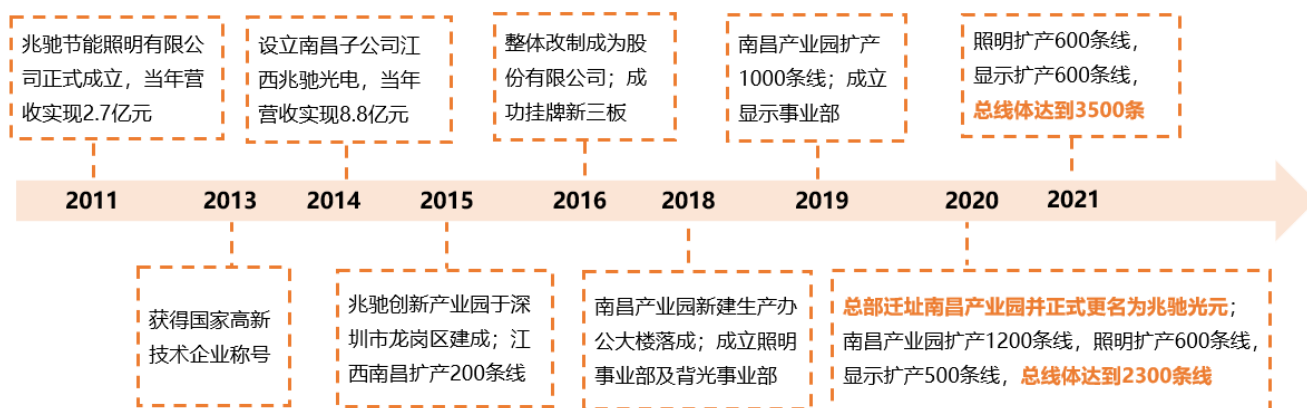 兆驰节能照明有限公
司正式成立，当年营
收实现2.7亿元
设立南昌子公司江
西兆驰光电，当年
营收实现8.8亿元
整体改制成为股
份有限公司；成
功挂牌新三板
南昌产业园扩产
1000条线；成立
显示事业部
照明扩产600条线，
显示扩产600条线，
总线体达到3500条
2011
2013
2014
2015
2016
2018
2019
2020
2021
获得国家高新
技术企业称号
兆驰创新产业园于深
圳市龙岗区建成；江
西南昌扩产200条线
南昌产业园新建生产办
公大楼落成；成立照明
事业部及背光事业部
总部迁址南昌产业园并正式更名为兆驰光元；
南昌产业园扩产1200条线，照明扩产600条线，
显示扩产500条线，总线体达到2300条线